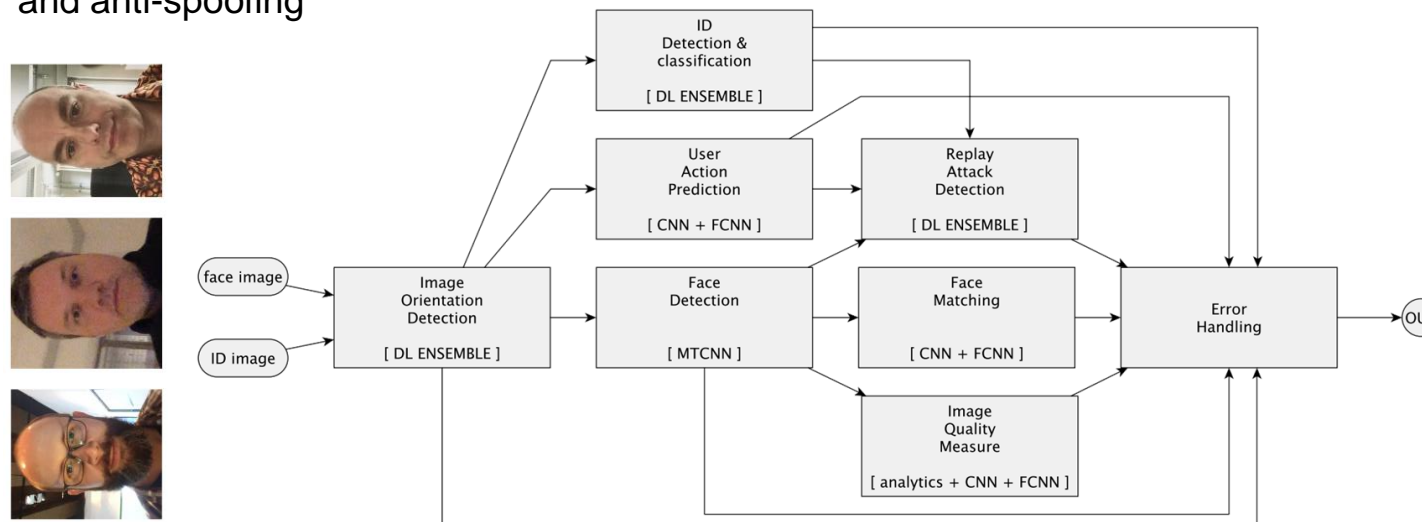 and anti-spoofing
ID
Detection &
classification
[ DL ENSEMBLE ]
User
Action
Prediction
[ CNN + FCNN ]
Replay
Attack
Detection
[ DL ENSEMBLE ]
face image
ID image
Image
Orientation
Detection
[ DL ENSEMBLE ]
Face
Detection
[ MTCNN ]
Face
Matching
[ CNN + FCNN ]
Error
Handling
Image
Quality
Measure
[ analytics + CNN + FCNN ]